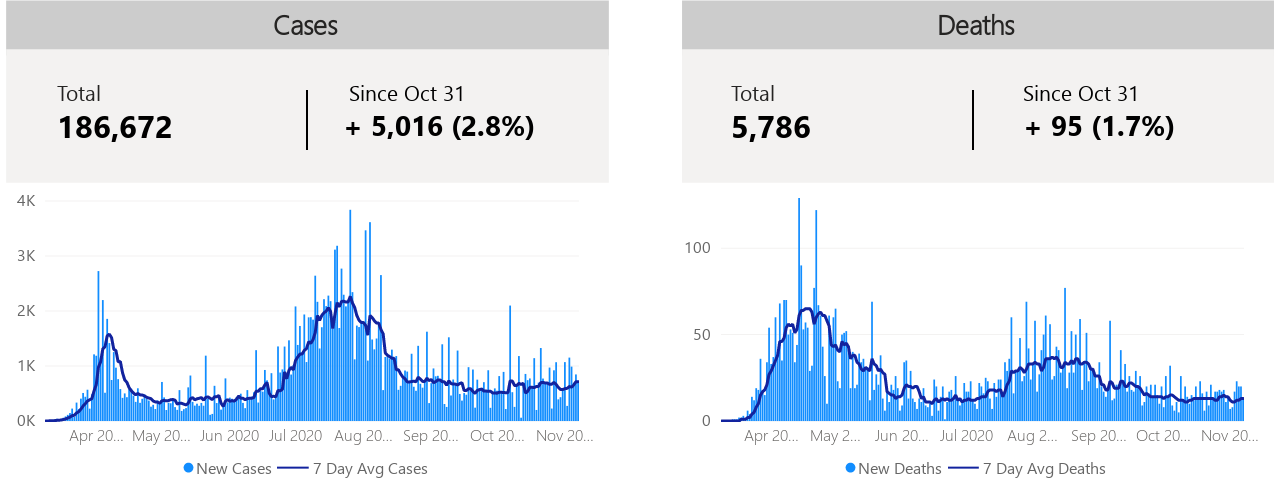 Cases
Total
186,672
Since Oct 31
+ 5,016 (2.8%)
4K
3K
2K
1K
0K
Apr 20...
May 20...
Jun 2020
Jul 2020
Aug 20...
Sep 20...
Oct 20...
Nov 20...
New Cases
7 Day Avg Cases
Deaths
Total
5,786
Since Oct 31
+ 95 (1.7%)
100
50
0
Apr 20...
May 2...
Jun 20...
Jul 2020
Aug 2...
Sep 20...
Oct 20...
Nov 20...
New Deaths
7 Day Avg Deaths